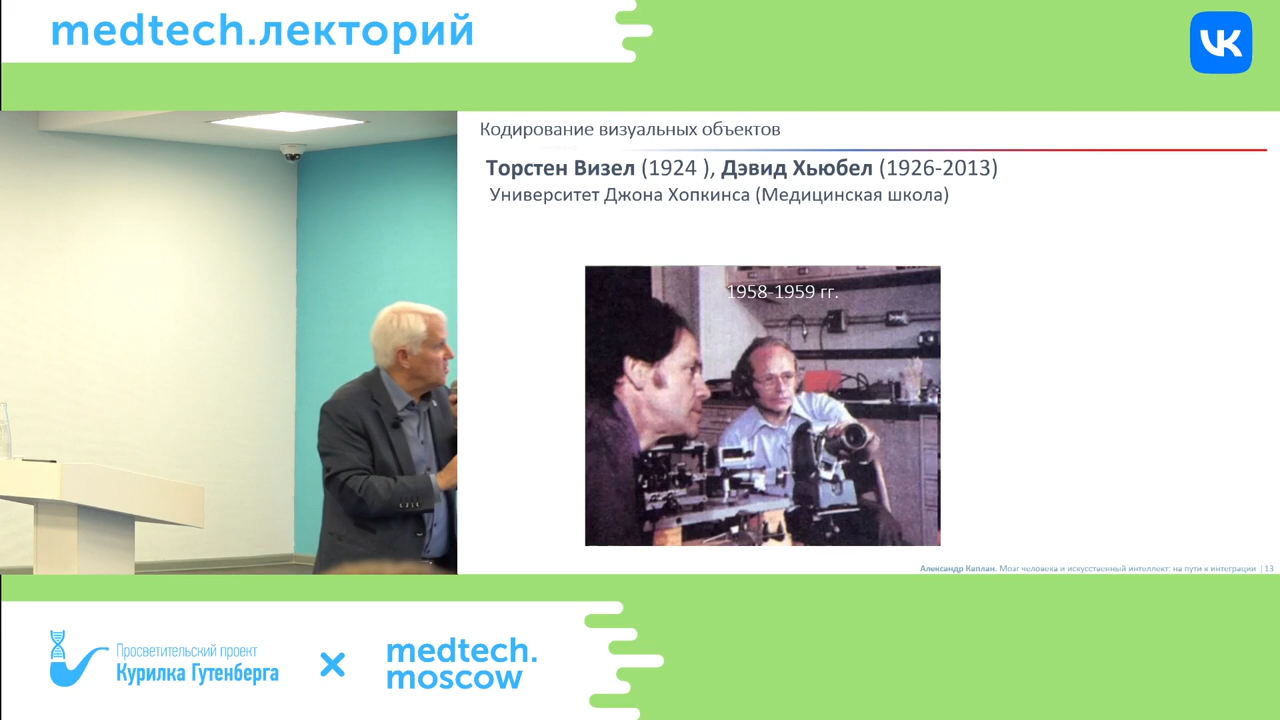 medtech.лекторий
VK
Кодирование визуальных объектов
Торстен Визел (1924 ), Дэвид Хьюбел (1926-2013)
Университет Джона Хопкинса (Медицинская школа)
1958-1959 гг.
Александр Каплан. Мозг человека и искусственный интеллект: на пути к интеграции | 13
Просветительский проект
Курилка Гутенберга
×
medtech.
moscow